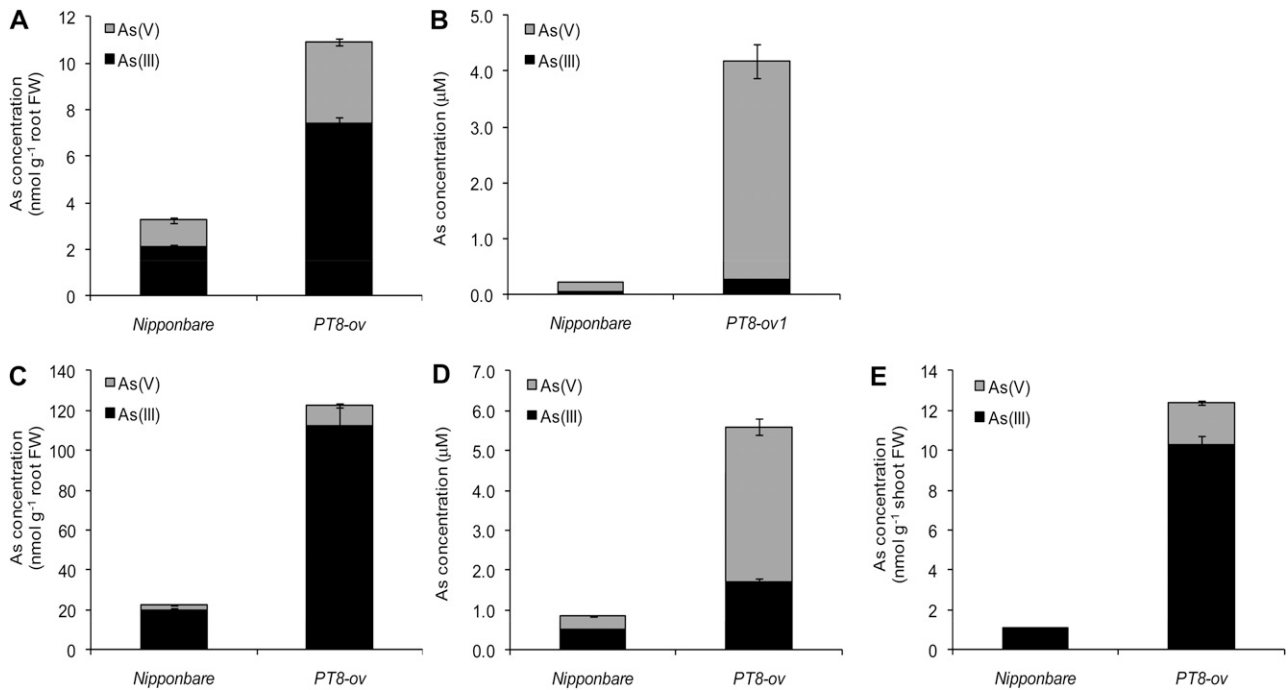 A
As(V)
As(III)
As concentration
(nmol g⁻¹ root FW)
12
10
8
6
4
2
0
Nipponbare
PT8-ov
B
As(V)
As(III)
As concentration (µM)
5.0
4.0
3.0
2.0
1.0
0.0
Nipponbare
PT8-ov1
C
As(V)
As(III)
As concentration
(nmol g⁻¹ root FW)
140
120
100
80
60
40
20
0
Nipponbare
PT8-ov
D
As(V)
As(III)
As concentration (µM)
7.0
6.0
5.0
4.0
3.0
2.0
1.0
0.0
Nipponbare
PT8-ov
E
As(V)
As(III)
As concentration
(nmol g⁻¹ shoot FW)
14
12
10
8
6
4
2
0
Nipponbare
PT8-ov